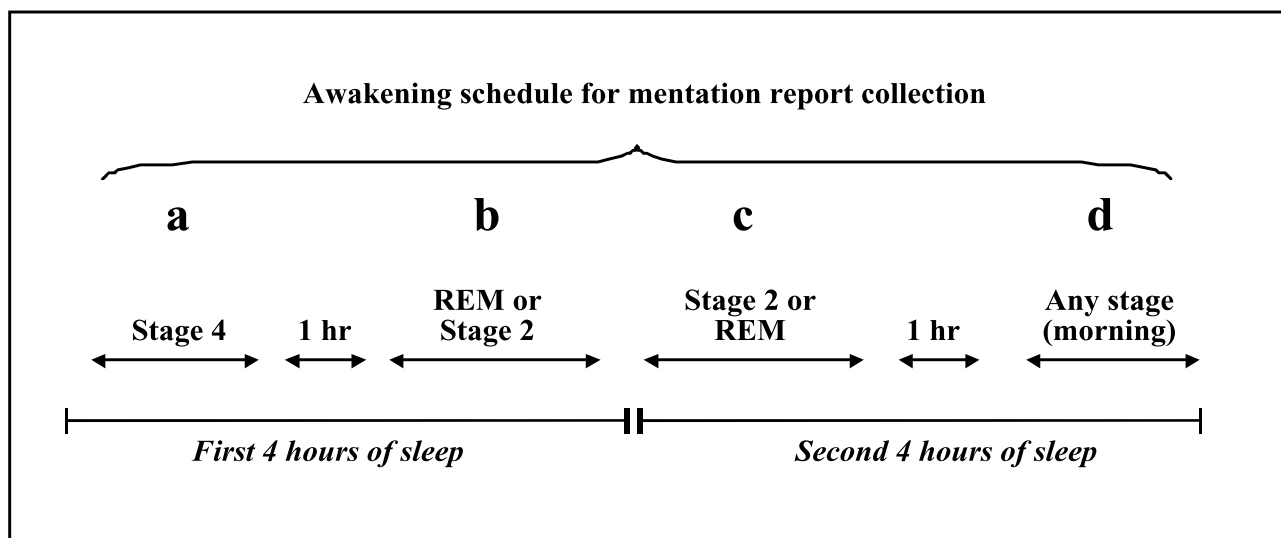 Awakening schedule for mentation report collection
a b c d
REM or Stage 2 or Any stage
Stage 4 1 hr Stage 2 REM 1 hr (morning)
First 4 hours of sleep Second 4 hours of sleep